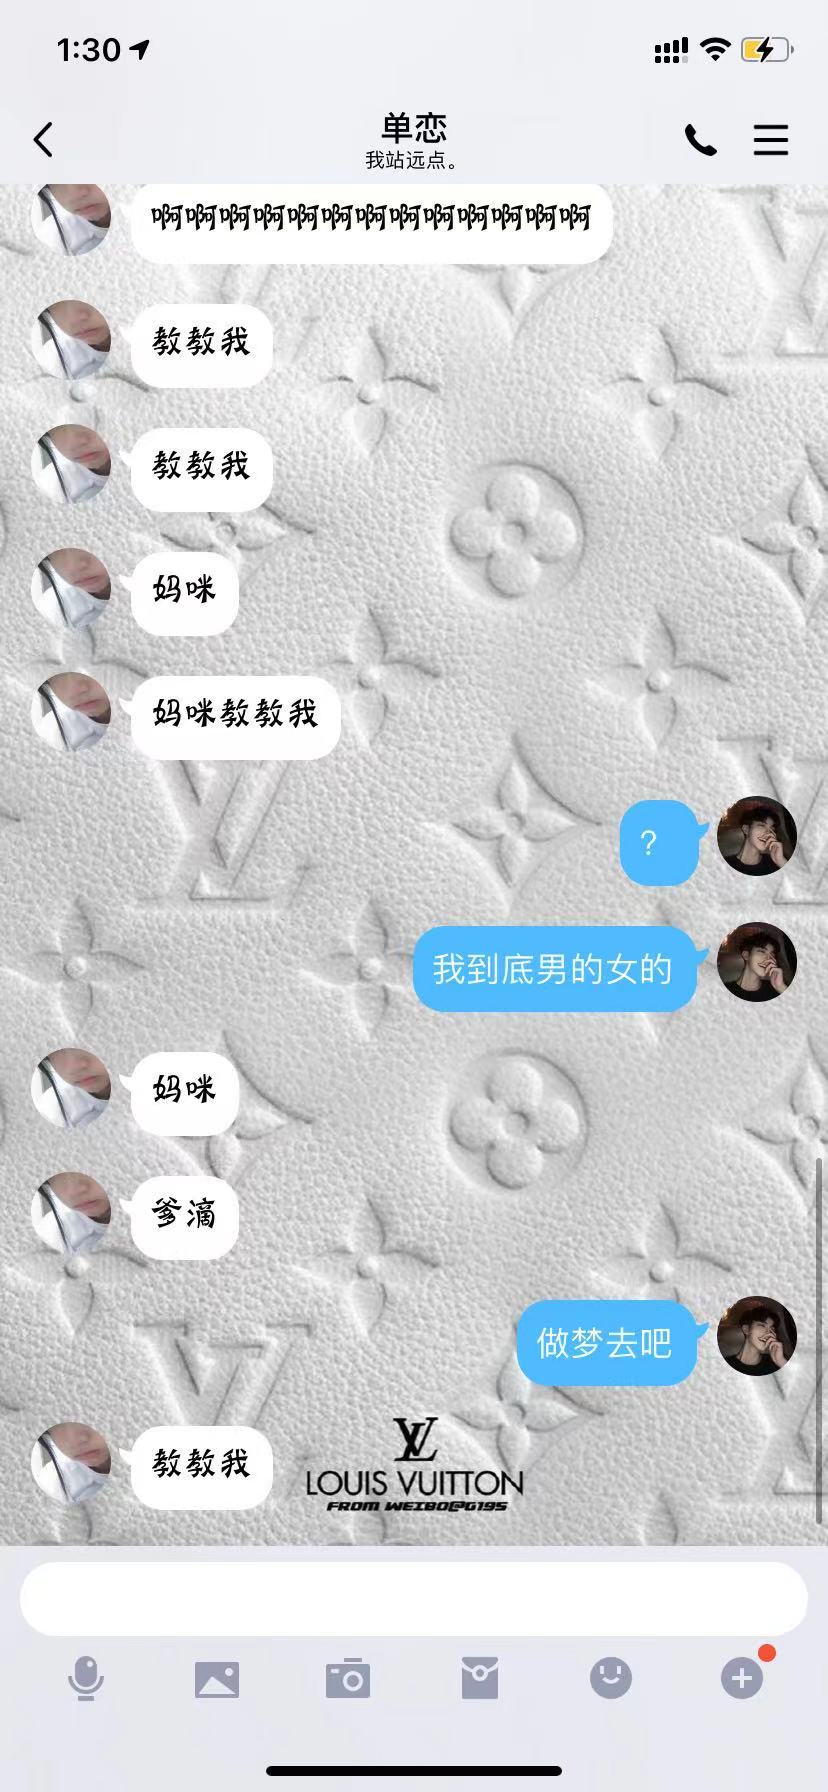 1:30
单恋
我站远点。
啊啊啊啊啊啊啊啊啊啊啊啊啊
教教我
教教我
妈咪
妈咪教教我
?
我到底男的女的
妈咪
爹滴
做梦去吧
教教我
LV
LOUIS VUITTON
FROM WEIBO@G195